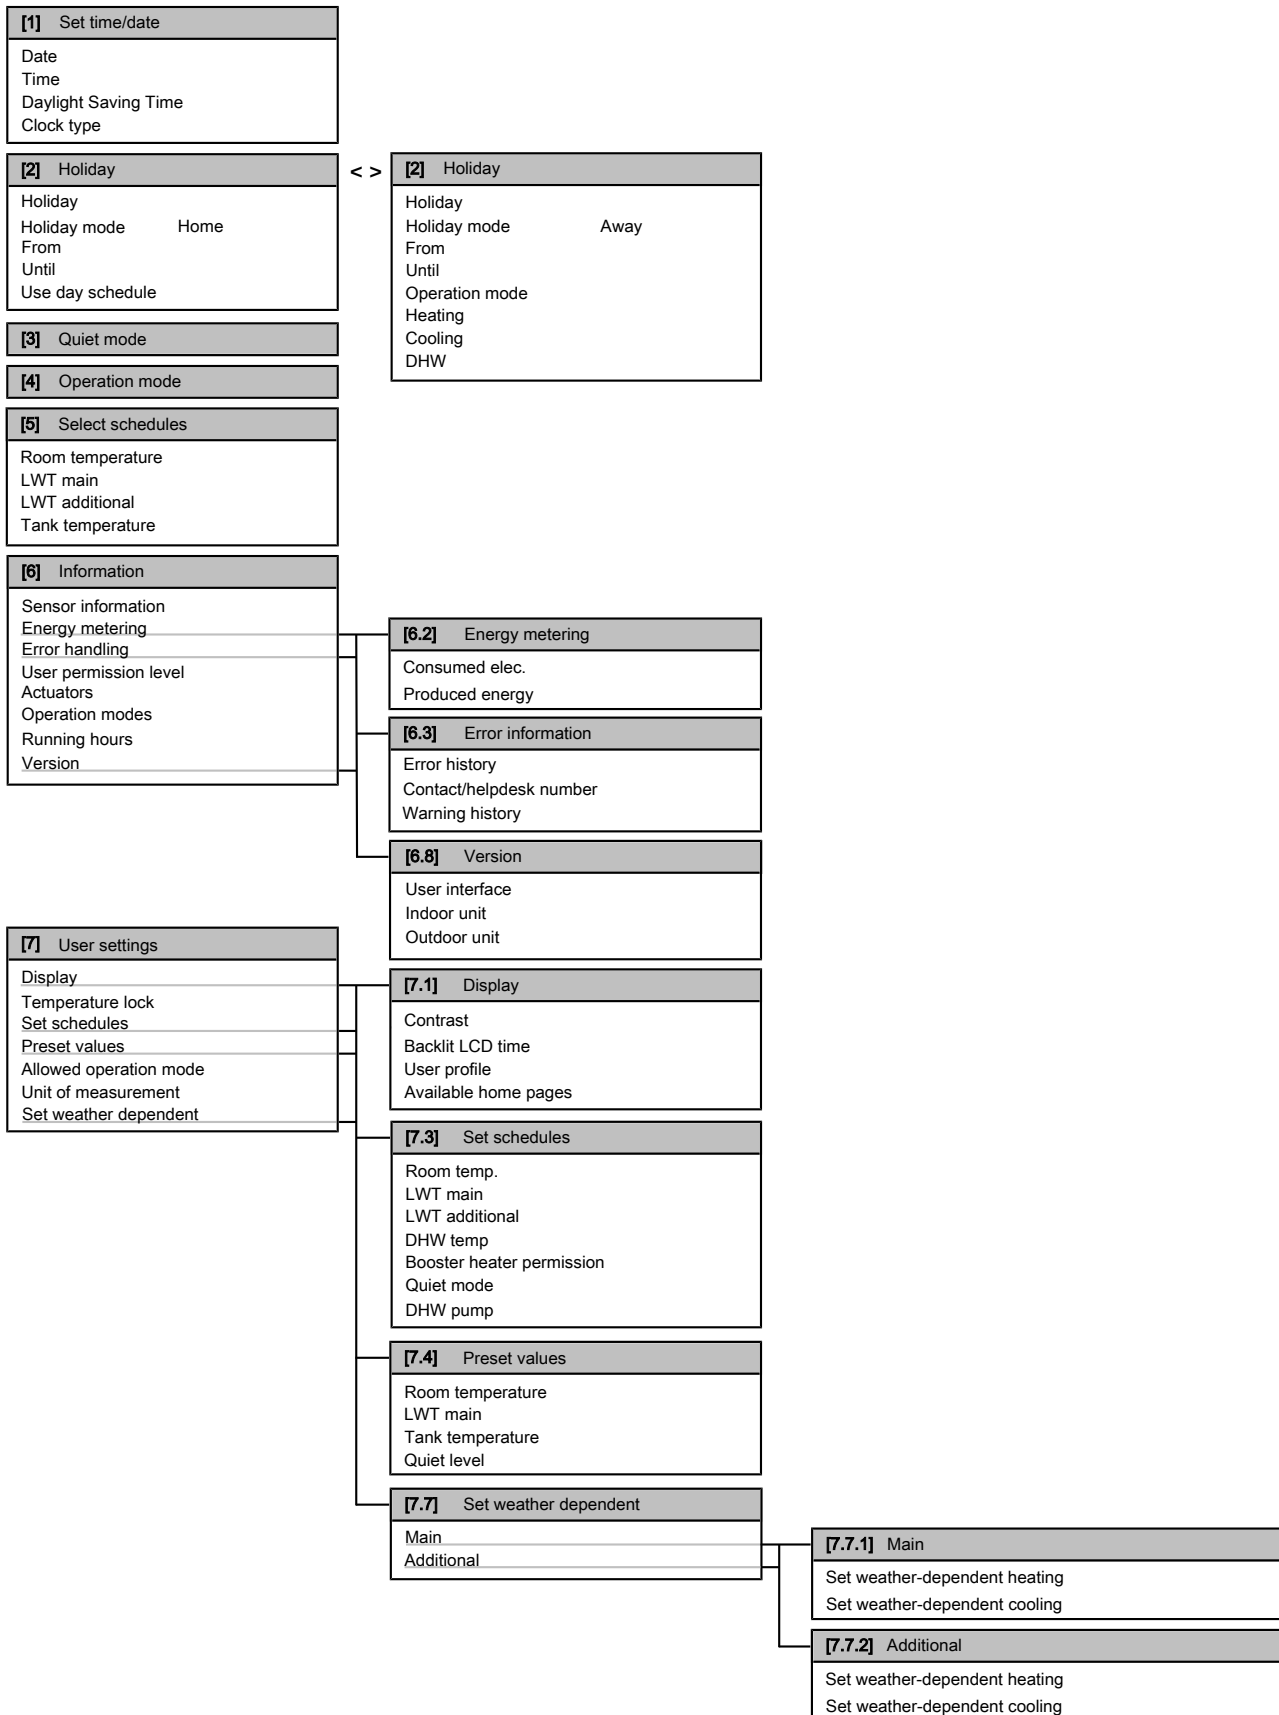 [1] Set time/date
Date
Time
Daylight Saving Time
Clock type
[2] Holiday
Holiday
Holiday mode Home
From
Until
Use day schedule
< >
[2] Holiday
Holiday
Holiday mode Away
From
Until
Operation mode
Heating
Cooling
DHW
[3] Quiet mode
[4] Operation mode
[5] Select schedules
Room temperature
LWT main
LWT additional
Tank temperature
[6] Information
Sensor information
Energy metering
Error handling
User permission level
Actuators
Operation modes
Running hours
Version
[6.2] Energy metering
Consumed elec.
Produced energy
[6.3] Error information
Error history
Contact/helpdesk number
Warning history
[6.8] Version
User interface
Indoor unit
Outdoor unit
[7] User settings
Display
Temperature lock
Set schedules
Preset values
Allowed operation mode
Unit of measurement
Set weather dependent
[7.1] Display
Contrast
Backlit LCD time
User profile
Available home pages
[7.3] Set schedules
Room temp.
LWT main
LWT additional
DHW temp
Booster heater permission
Quiet mode
DHW pump
[7.4] Preset values
Room temperature
LWT main
Tank temperature
Quiet level
[7.7] Set weather dependent
Main
Additional
[7.7.1] Main
Set weather-dependent heating
Set weather-dependent cooling
[7.7.2] Additional
Set weather-dependent heating
Set weather-dependent cooling